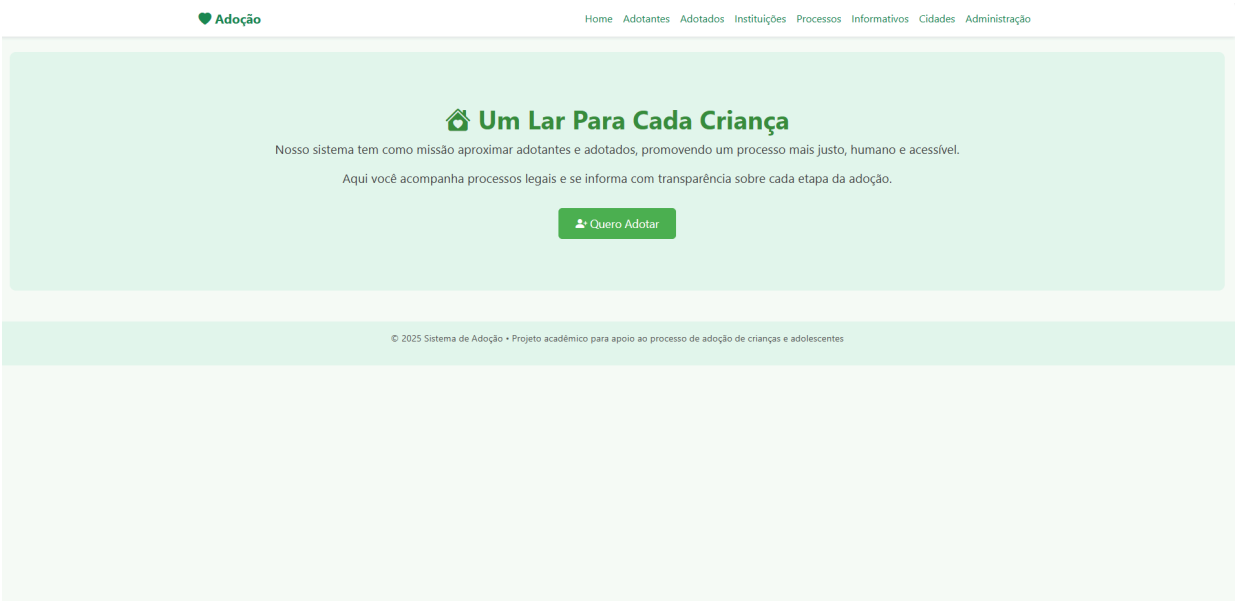 Adoção
Home Adotantes Adotados Instituições Processos Informativos Cidades Administração
Um Lar Para Cada Criança
Nosso sistema tem como missão aproximar adotantes e adotados, promovendo um processo mais justo, humano e acessível.
Aqui você acompanha processos legais e se informa com transparência sobre cada etapa da adoção.
Quero Adotar
© 2025 Sistema de Adoção • Projeto acadêmico para apoio ao processo de adoção de crianças e adolescentes